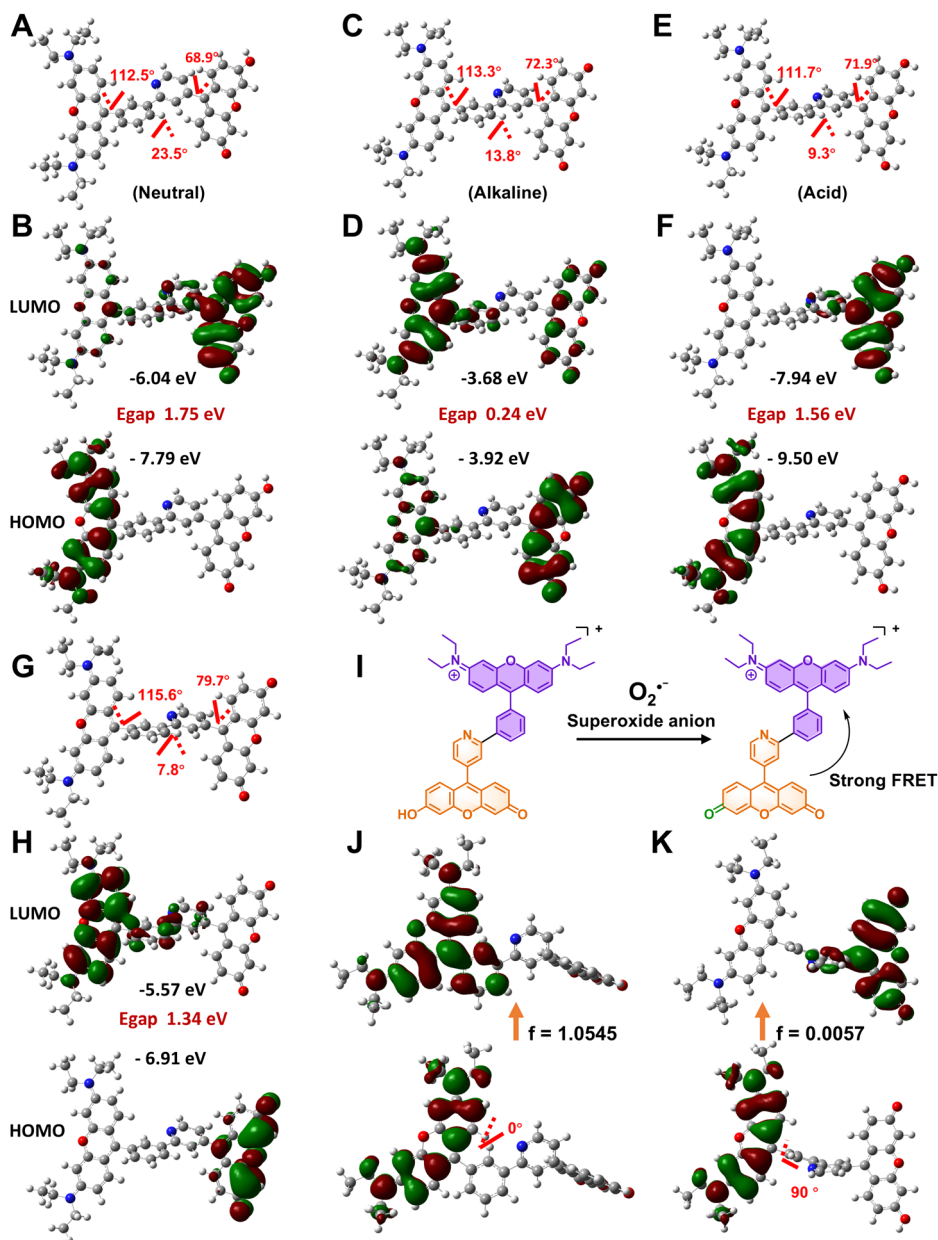 A
C
E
112.5°
68.9°
113.3°
72.3°
111.7°
71.9°
23.5°
13.8°
9.3°
(Neutral)
(Alkaline)
(Acid)
B
D
F
LUMO
-6.04 eV
-3.68 eV
-7.94 eV
Egap 1.75 eV
Egap 0.24 eV
Egap 1.56 eV
- 7.79 eV
- 3.92 eV
- 9.50 eV
HOMO
G
I
115.6°
79.7°
7.8°
N
O
N
+
⊕
N
HO
O
O
O2•−
Superoxide anion
N
O
N
+
⊕
N
O
O
O
Strong FRET
H
J
K
LUMO
-5.57 eV
Egap 1.34 eV
- 6.91 eV
HOMO
f = 1.0545
0°
f = 0.0057
90 °